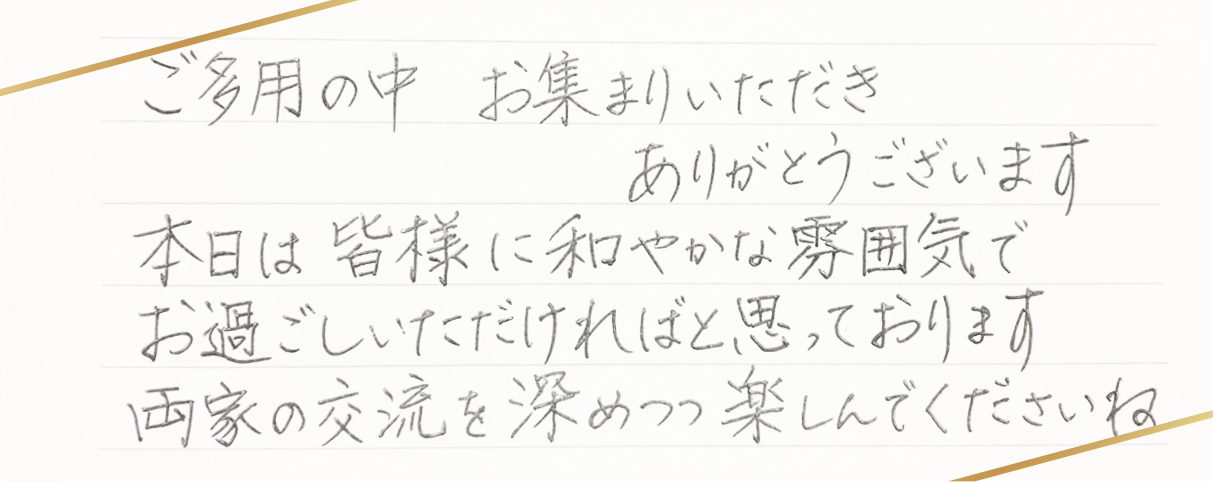 ご多用の中　お集まりいただき
ありがとうございます
本日は 皆様に和やかな雰囲気で
お過ごしいただければと思っております
両家の交流を深めつつ楽しんでくださいね